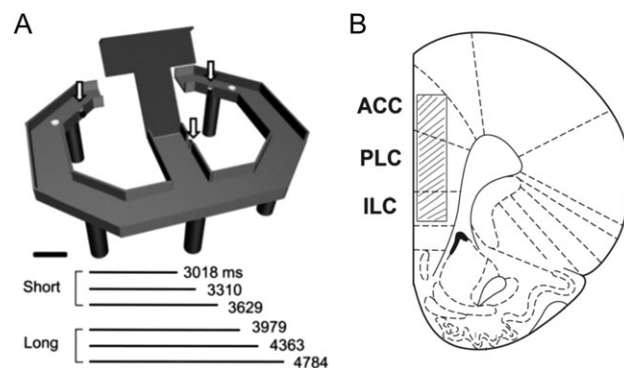 A
B
ACC
PLC
ILC
Short
3018 ms
3310
3629
Long
3979
4363
4784